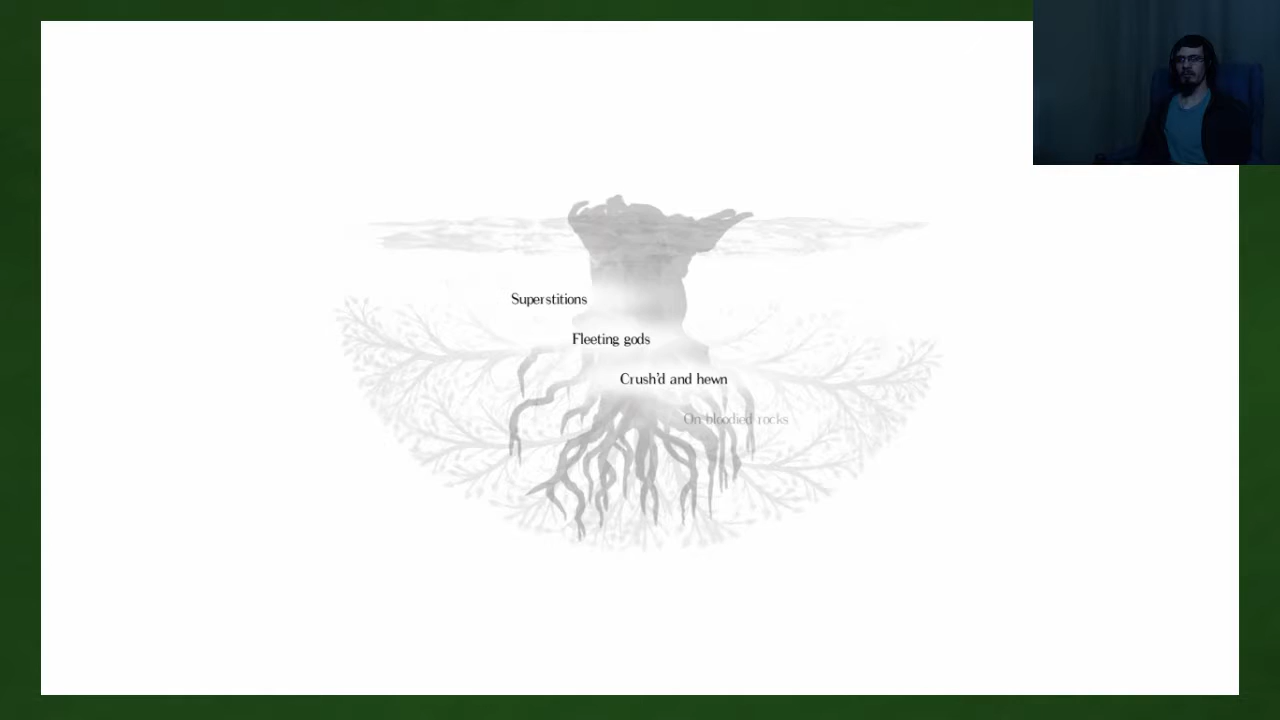 Superstitions
Fleeting gods
Crush'd and hewn
On bloodied rocks